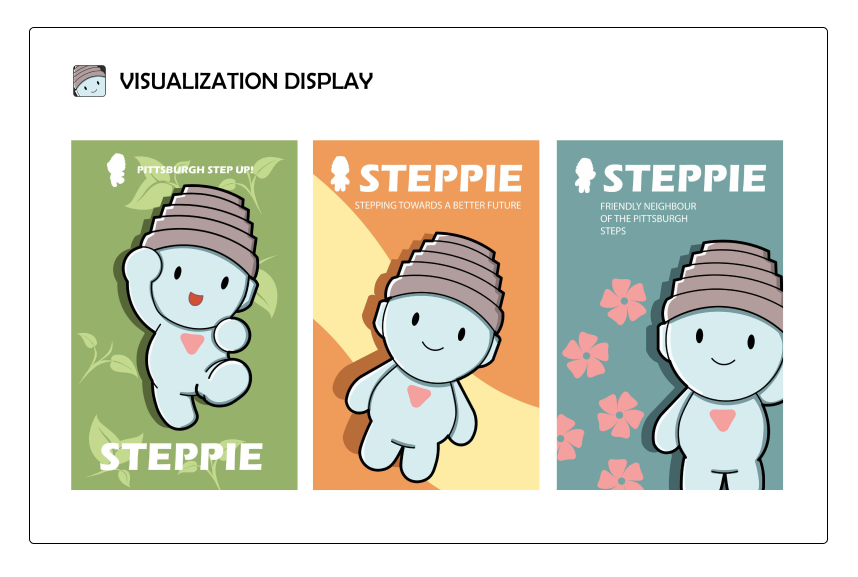 VISUALIZATION DISPLAY
PITTSBURGH STEP UP!
STEPPIE
STEPPIE
STEPPING TOWARDS A BETTER FUTURE
STEPPIE
FRIENDLY NEIGHBOUR
OF THE PITTSBURGH
STEPS